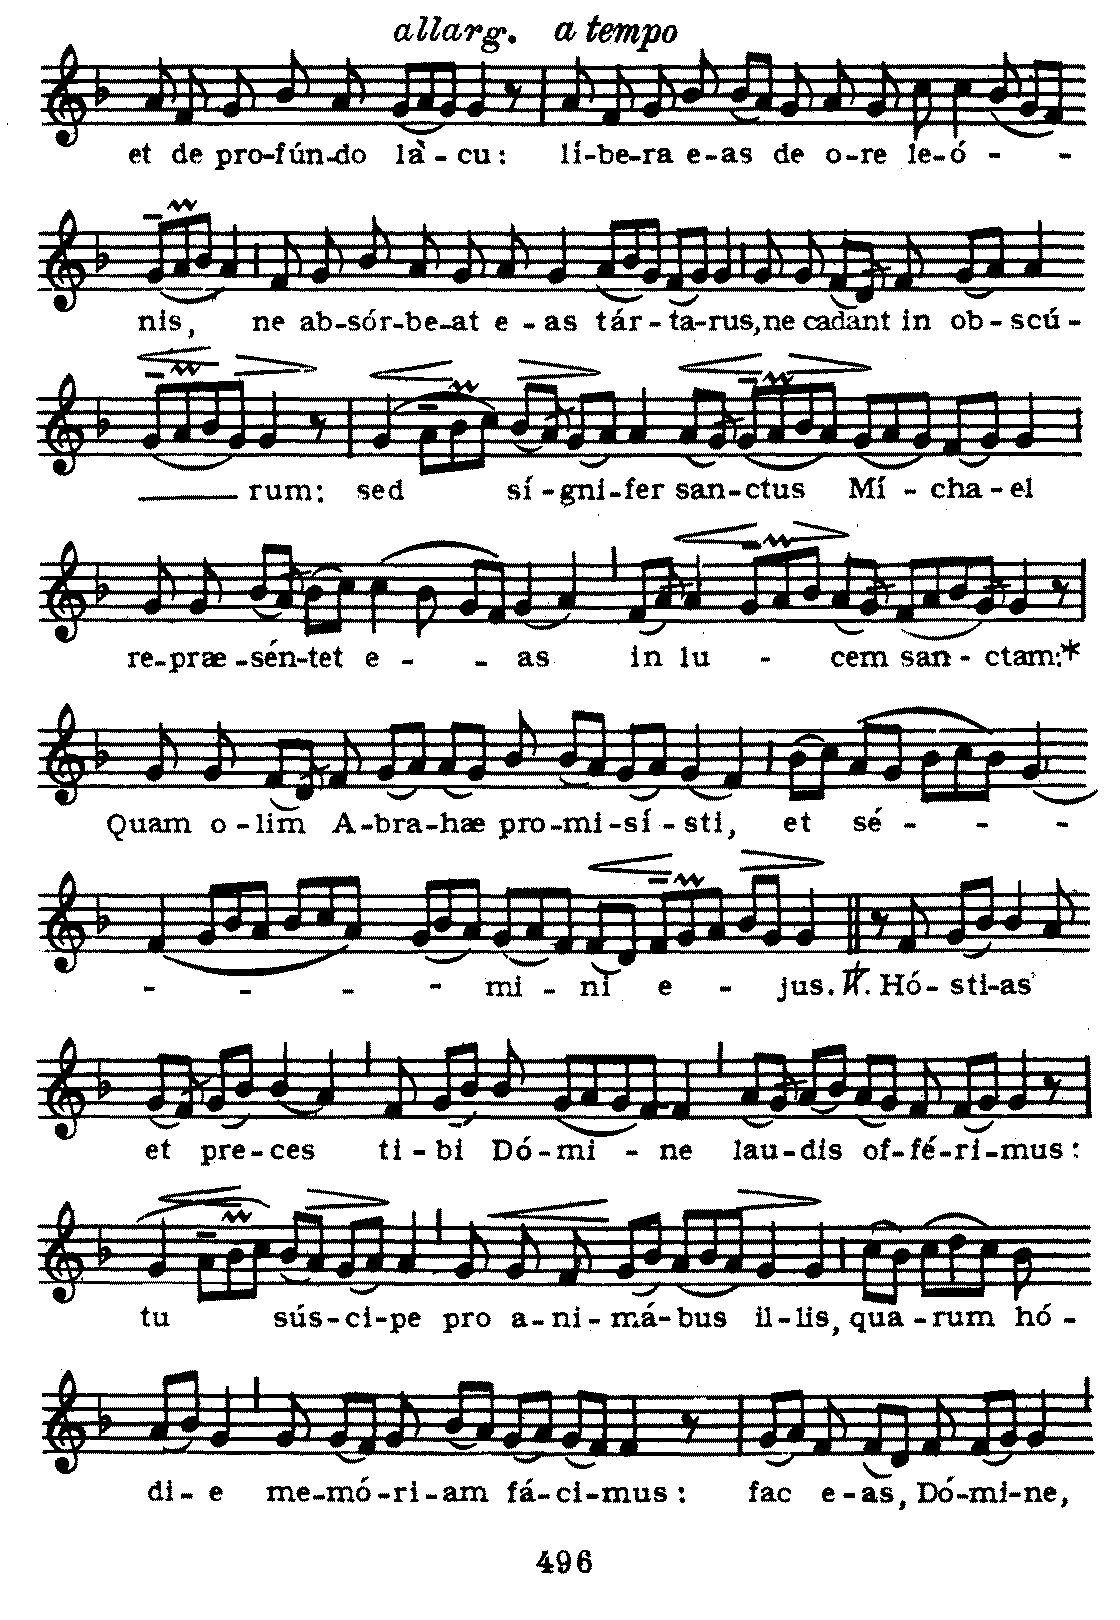 allarg. a tempo
et de pro-fún-do là-cu: lí-be-ra e-as de o-re le-ó - -
nis, ne ab-sór-be-at e-as tár-ta-rus, ne cadant in ob-scú-
rum: sed sí-gni-fer san-ctus Mí-cha-el
re-præ-sén-tet e - - as in lu - cem san-ctam:*
Quam o-lim A-bra-hæ pro-mi-sí-sti, et sé - - -
- - - - mi - ni e - jus. ℣. Hó-sti-as
et pre-ces ti-bi Dó-mi - ne lau-dis of-fé-ri-mus:
tu sús-ci-pe pro a-ni-má-bus il-lis, qua-rum hó-
di-e me-mó-ri-am fá-ci-mus: fac e-as, Dó-mi-ne,
496